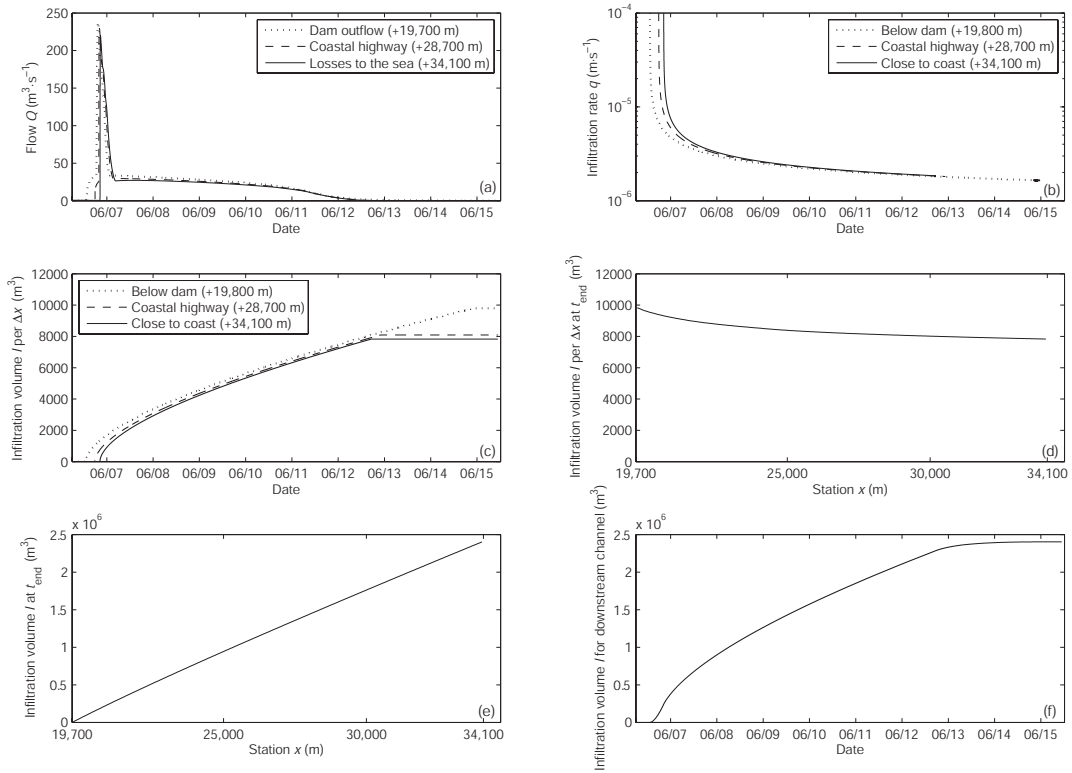 Flow Q (m³·s⁻¹)
250
200
150
100
50
0
Dam outflow (+19,700 m)
Coastal highway (+28,700 m)
Losses to the sea (+34,100 m)
(a)
06/07 06/08 06/09 06/10 06/11 06/12 06/13 06/14 06/15
Date
Infiltration rate q (m·s⁻¹)
10⁻⁴
10⁻⁵
10⁻⁶
Below dam (+19,800 m)
Coastal highway (+28,700 m)
Close to coast (+34,100 m)
(b)
06/07 06/08 06/09 06/10 06/11 06/12 06/13 06/14 06/15
Date
Infiltration volume I per Δx (m³)
12000
10000
8000
6000
4000
2000
0
Below dam (+19,800 m)
Coastal highway (+28,700 m)
Close to coast (+34,100 m)
(c)
06/07 06/08 06/09 06/10 06/11 06/12 06/13 06/14 06/15
Date
Infiltration volume I per Δx at tend (m³)
12000
10000
8000
6000
4000
2000
0
(d)
19,700 25,000 30,000 34,100
Station x (m)
Infiltration volume I at tend (m³)
x 10⁶
2.5
2
1.5
1
0.5
0
(e)
19,700 25,000 30,000 34,100
Station x (m)
Infiltration volume I for downstream channel (m³)
x 10⁶
2.5
2
1.5
1
0.5
0
(f)
06/07 06/08 06/09 06/10 06/11 06/12 06/13 06/14 06/15
Date